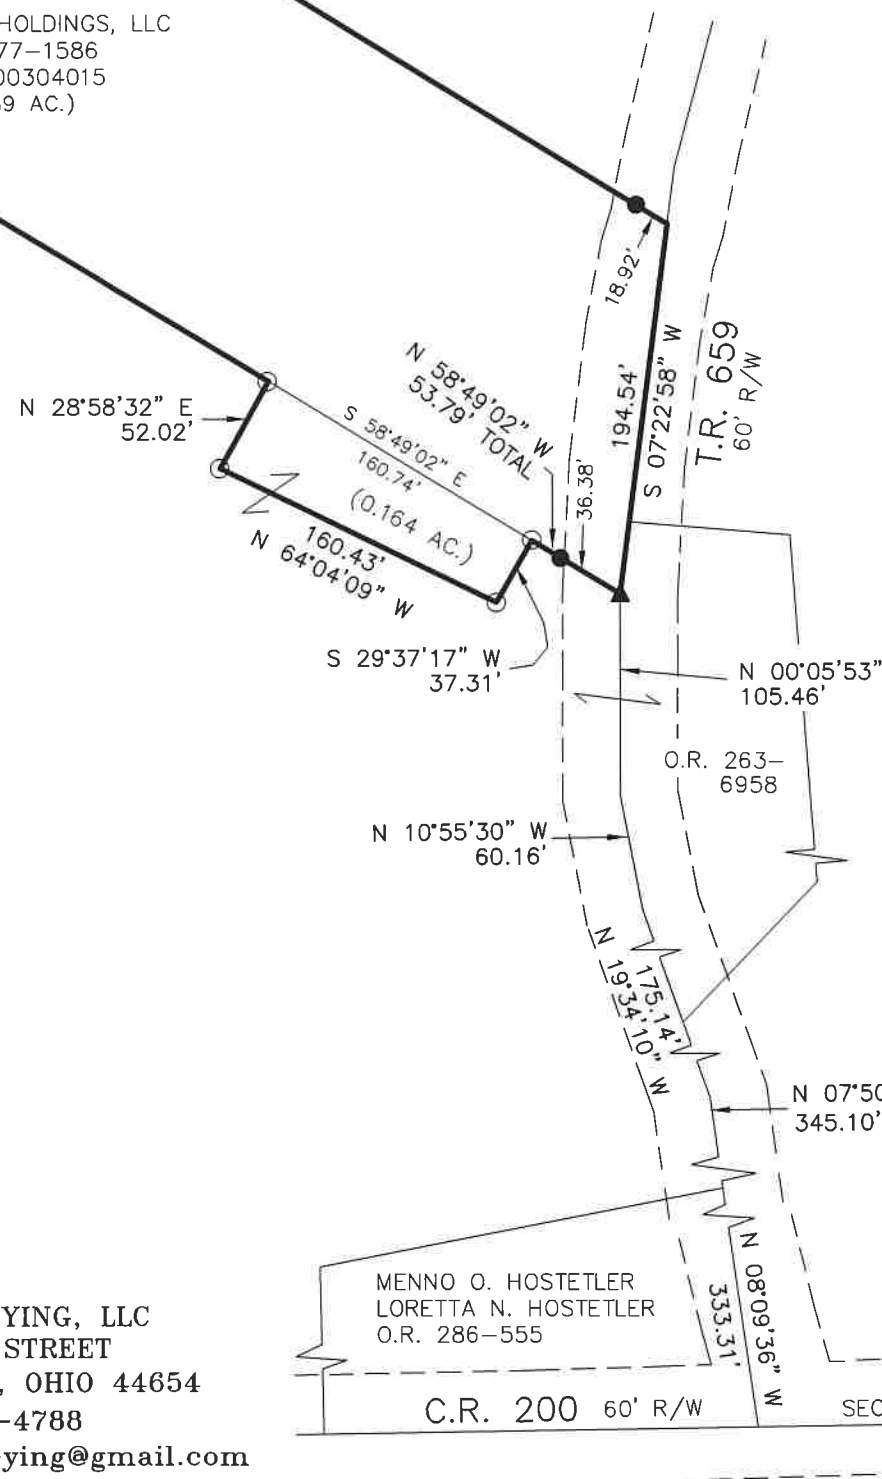 HOLDINGS, LLC
77-1586
00304015
9 AC.)
18.92'
T.R. 659
60' R/W
194.54'
S 07°22'58" W
N 58°49'02" W
53.79' TOTAL
36.38'
N 28°58'32" E
52.02'
S 58°49'02" E
160.74'
(0.164 AC.)
160.43'
N 64°04'09" W
S 29°37'17" W
37.31'
N 00°05'53"
105.46'
O.R. 263-
6958
N 10°55'30" W
60.16'
175.14'
N 19°34'10" W
N 07°50
345.10'
MENNO O. HOSTETLER
LORETTA N. HOSTETLER
O.R. 286-555
N 08°09'36" W
333.31'
C.R. 200 60' R/W
SEC
YING, LLC
STREET
, OHIO 44654
-4788
ying@gmail.com